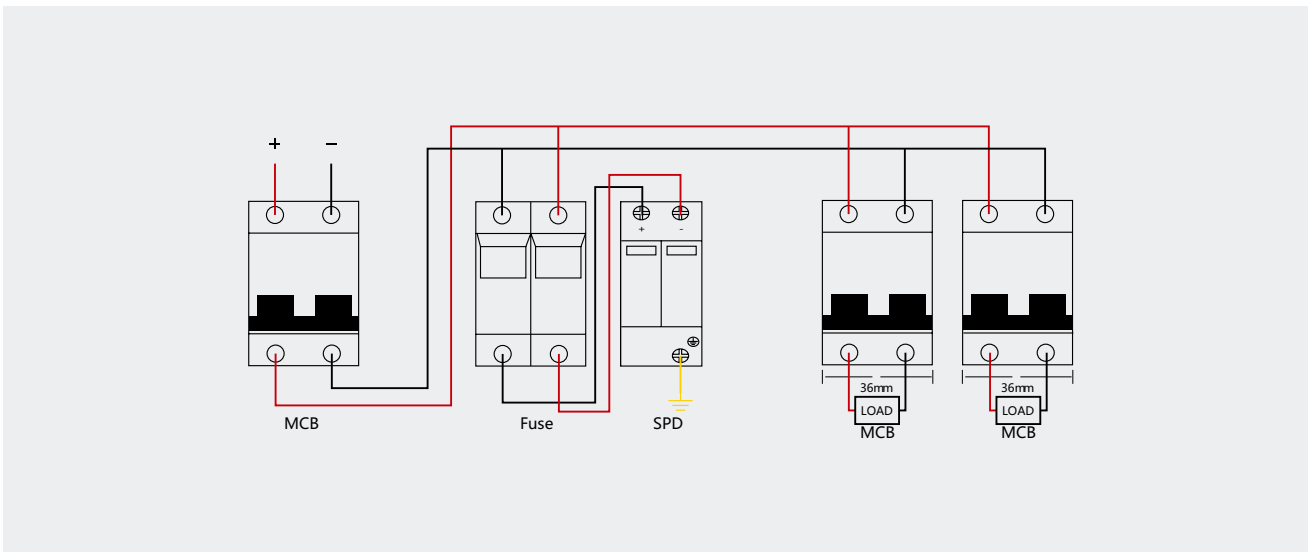 + −
+ -
36mm 36mm
LOAD LOAD
MCB Fuse SPD MCB MCB